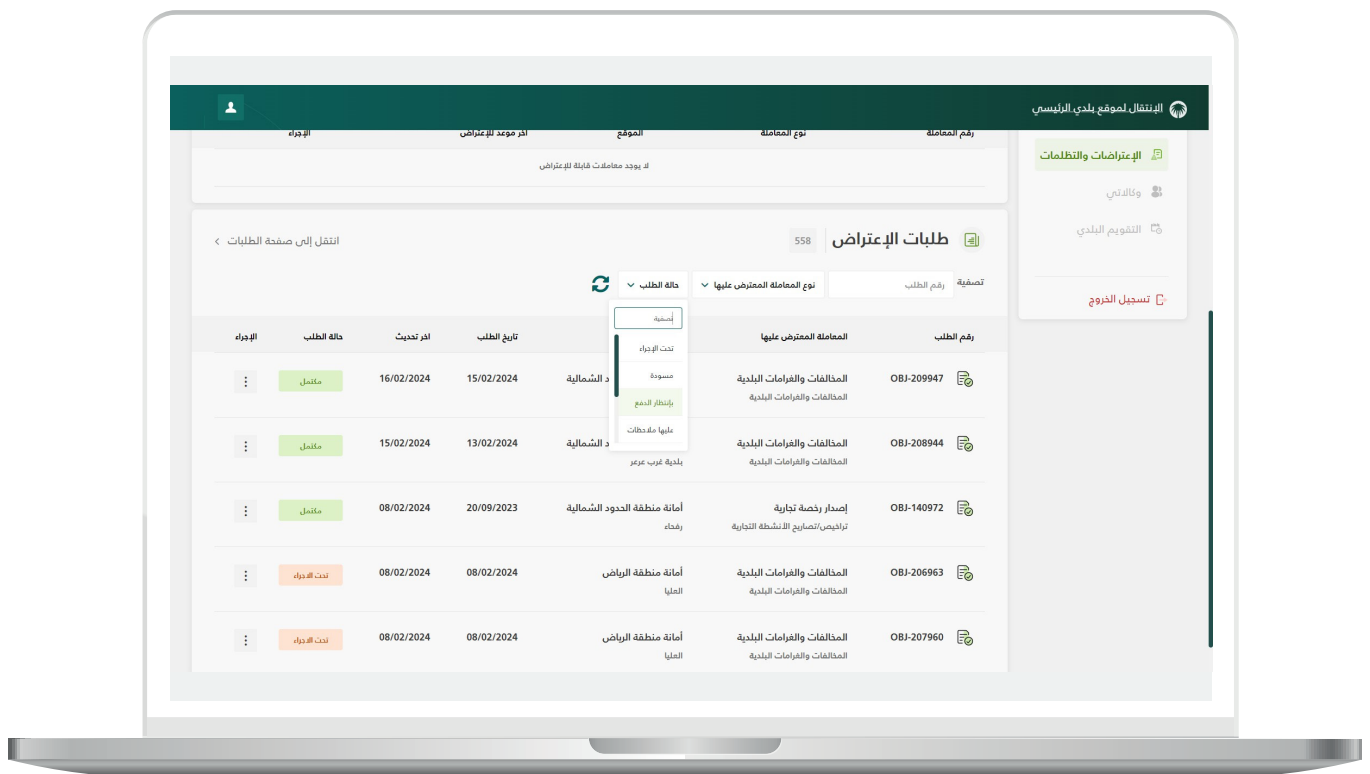 الإنتقال لموقع بلدي الرئيسي
الإعتراضات والتظلمات
وكالاتي
التقويم البلدي
تسجيل الخروج
رقم المعاملة نوع المعاملة الموقع اخر موعد للإعتراض الإجراء
لا يوجد معاملات قابلة للإعتراض
طلبات الإعتراض 558 انتقل إلى صفحة الطلبات
تصفية رقم الطلب نوع المعاملة المعترض عليها حالة الطلب
تصفية
تحت الإجراء
مسودة
بإنتظار الدفع
عليها ملاحظات
رقم الطلب المعاملة المعترض عليها تاريخ الطلب اخر تحديث حالة الطلب الإجراء
OBJ-209947 المخالفات والغرامات البلدية د الشمالية 15/02/2024 16/02/2024 مكتمل
المخالفات والغرامات البلدية
OBJ-208944 المخالفات والغرامات البلدية د الشمالية 13/02/2024 15/02/2024 مكتمل
المخالفات والغرامات البلدية بلدية غرب عرعر
OBJ-140972 إصدار رخصة تجارية أمانة منطقة الحدود الشمالية 20/09/2023 08/02/2024 مكتمل
تراخيص/تصاريح الأنشطة التجارية رفحاء
OBJ-206963 المخالفات والغرامات البلدية أمانة منطقة الرياض 08/02/2024 08/02/2024 تحت الاجراء
المخالفات والغرامات البلدية العليا
OBJ-207960 المخالفات والغرامات البلدية أمانة منطقة الرياض 08/02/2024 08/02/2024 تحت الاجراء
المخالفات والغرامات البلدية العليا